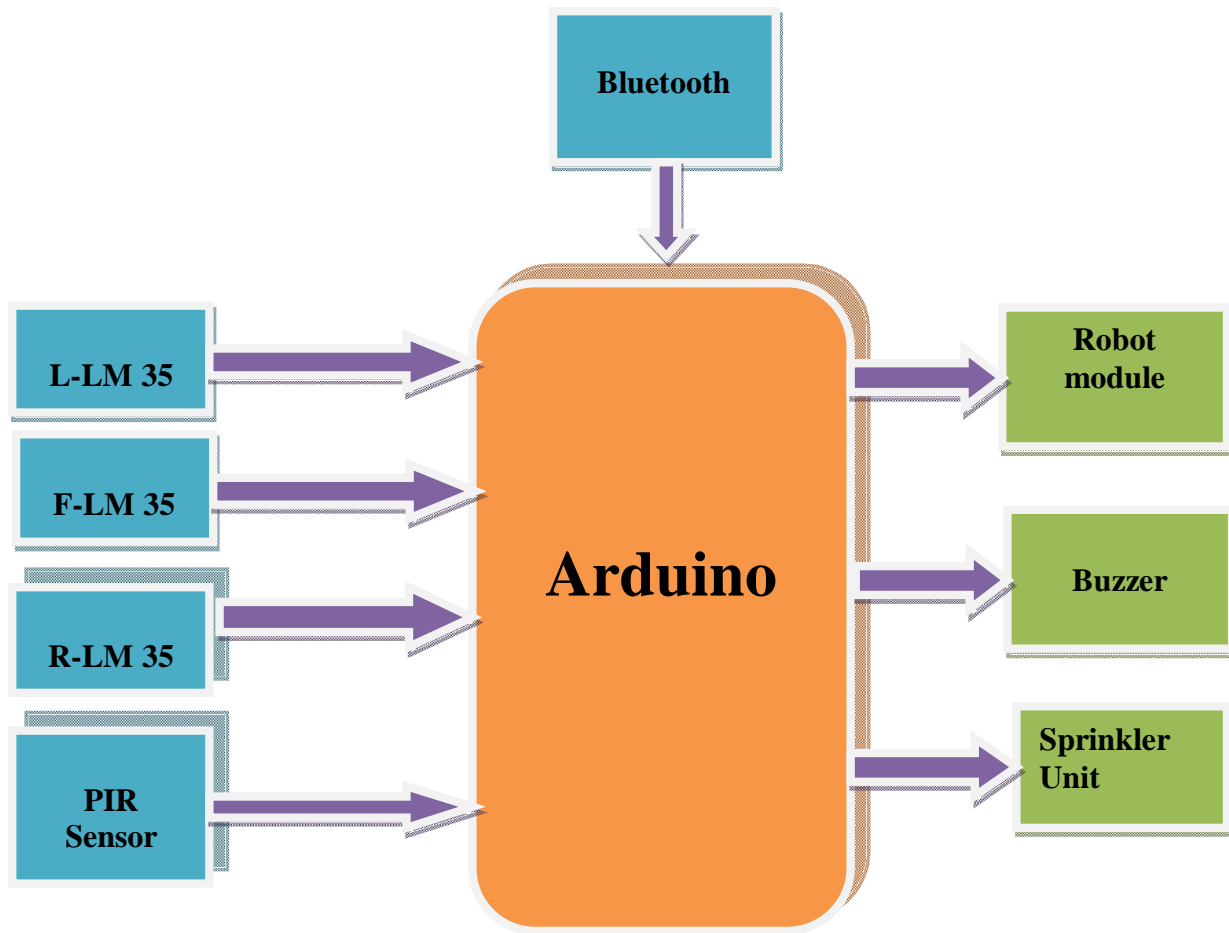 Bluetooth
L-LM 35
F-LM 35
R-LM 35
PIR
Sensor
Arduino
Robot
module
Buzzer
Sprinkler
Unit